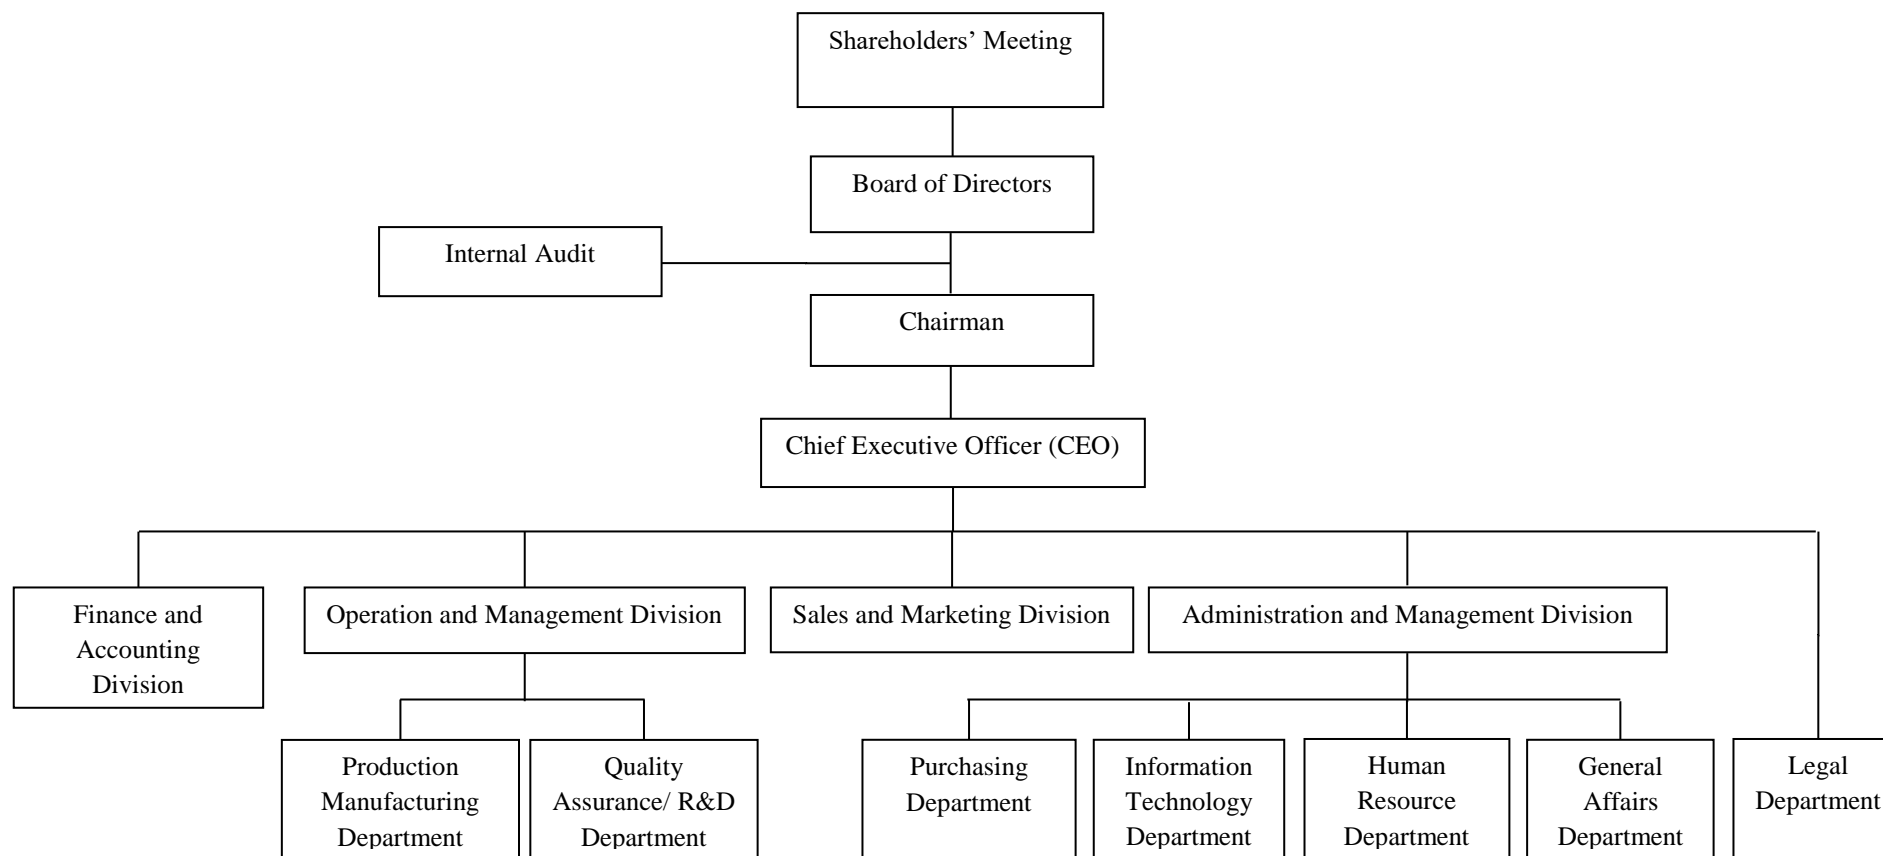 Shareholders’ Meeting
Board of Directors
Internal Audit
Chairman
Chief Executive Officer (CEO)
Finance and
Accounting
Division
Operation and Management Division
Sales and Marketing Division
Administration and Management Division
Production
Manufacturing
Department
Quality
Assurance/ R&D
Department
Purchasing
Department
Information
Technology
Department
Human
Resource
Department
General
Affairs
Department
Legal
Department